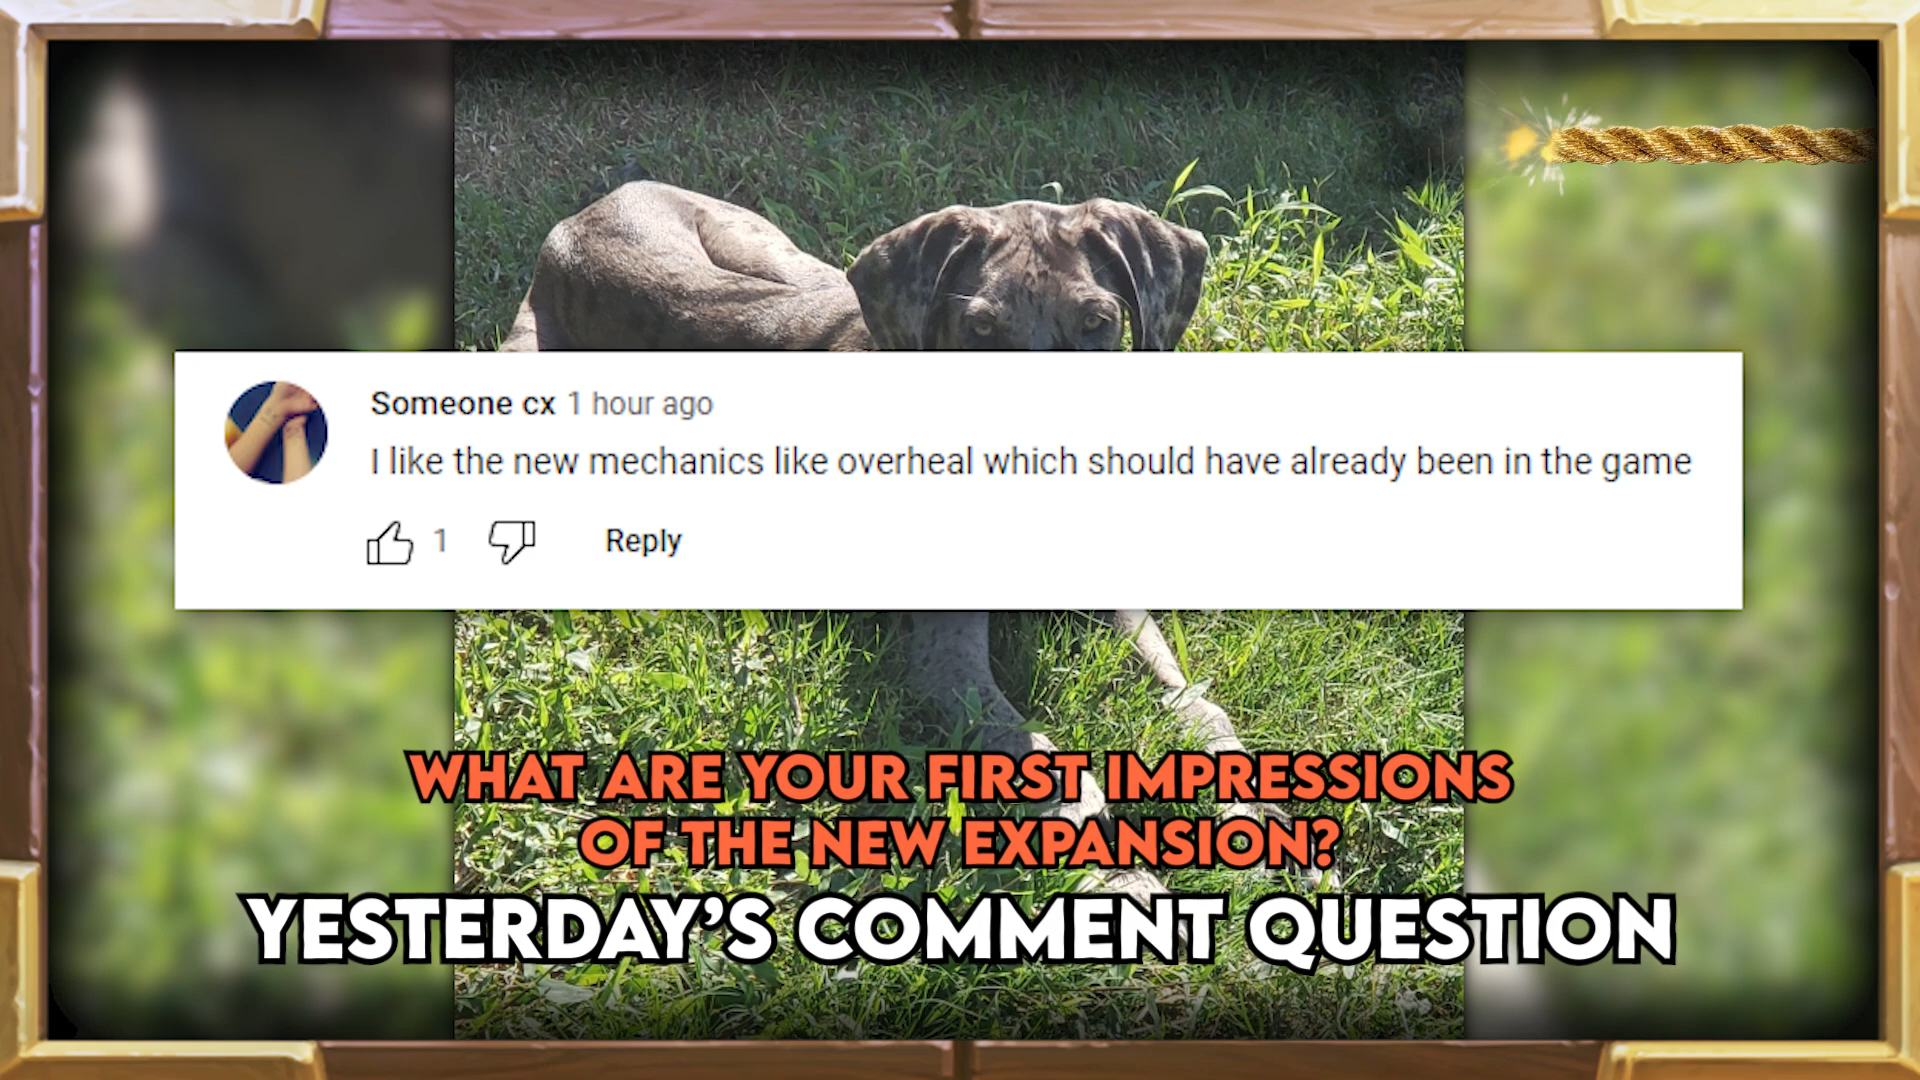 Someone cx 1 hour ago
I like the new mechanics like overheal which should have already been in the game
1 Reply
WHAT ARE YOUR FIRST IMPRESSIONS
OF THE NEW EXPANSION?
YESTERDAY'S COMMENT QUESTION